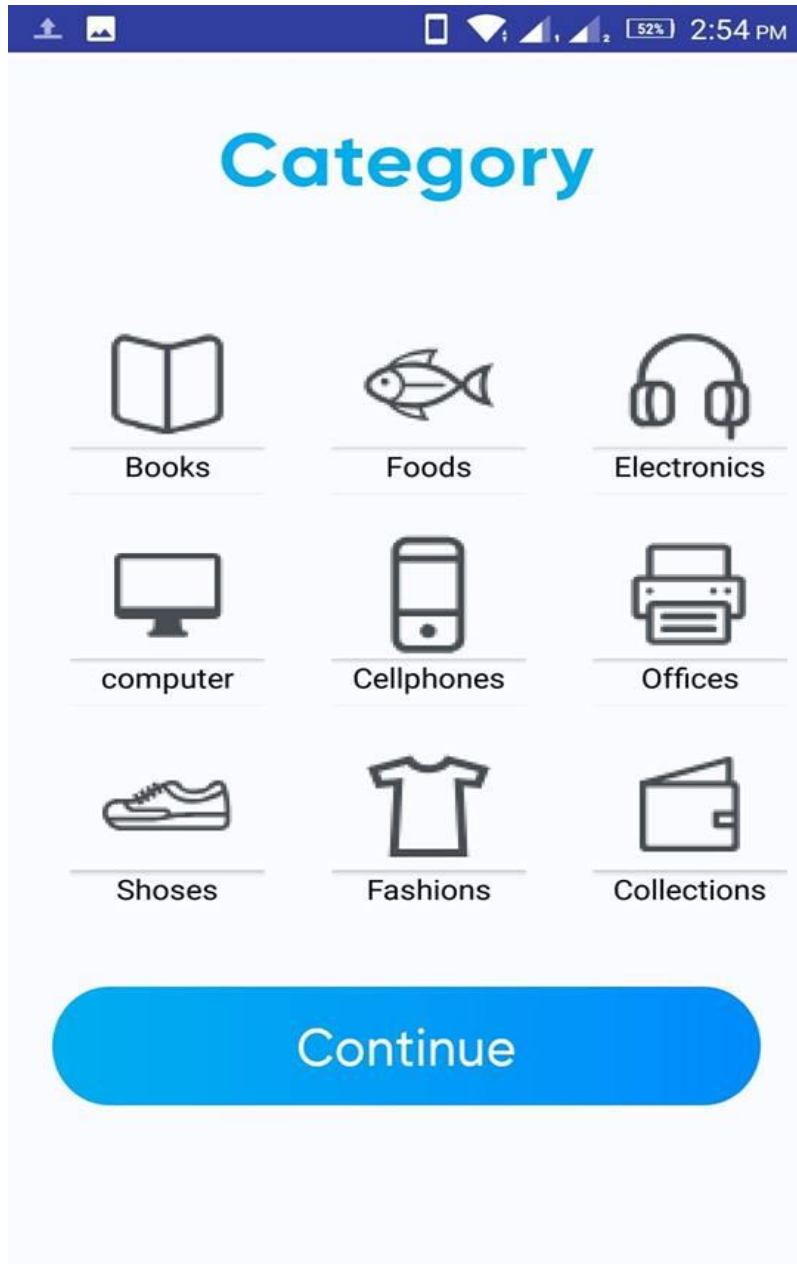 52% 2:54 PM
Category
Books Foods Electronics
computer Cellphones Offices
Shoses Fashions Collections
Continue